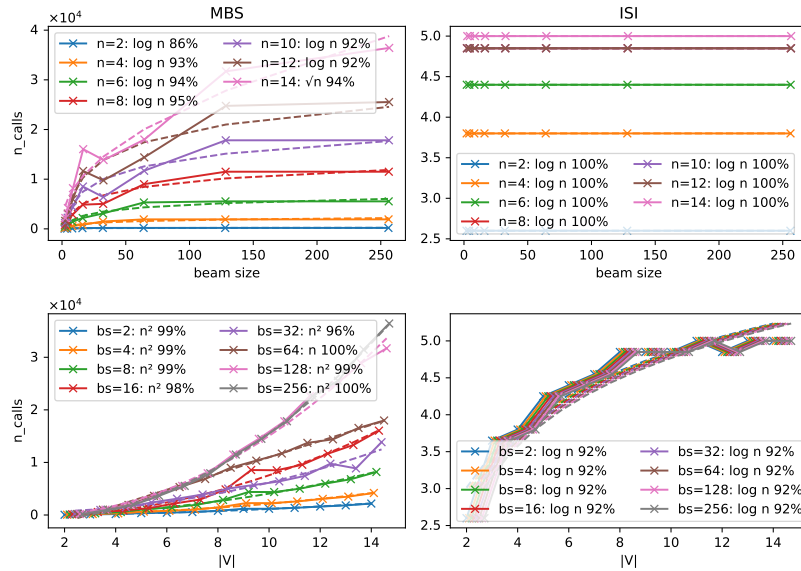 MBS
×10⁴
4
3
2
1
0
n_calls
n=2: log n 86%
n=4: log n 93%
n=6: log n 94%
n=8: log n 95%
n=10: log n 92%
n=12: log n 92%
n=14: √n 94%
0 50 100 150 200 250
beam size
ISI
5.0
4.5
4.0
3.5
3.0
2.5
n=2: log n 100%
n=4: log n 100%
n=6: log n 100%
n=8: log n 100%
n=10: log n 100%
n=12: log n 100%
n=14: log n 100%
0 50 100 150 200 250
beam size
×10⁴
3
2
1
0
n_calls
bs=2: n² 99%
bs=4: n² 99%
bs=8: n² 99%
bs=16: n² 98%
bs=32: n² 96%
bs=64: n 100%
bs=128: n² 99%
bs=256: n² 100%
2 4 6 8 10 12 14
|V|
5.0
4.5
4.0
3.5
3.0
2.5
bs=2: log n 92%
bs=4: log n 92%
bs=8: log n 92%
bs=16: log n 92%
bs=32: log n 92%
bs=64: log n 92%
bs=128: log n 92%
bs=256: log n 92%
2 4 6 8 10 12 14
|V|